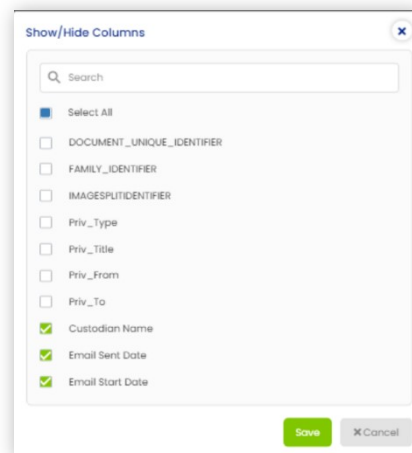 Show/Hide Columns
Search
Select All
DOCUMENT_UNIQUE_IDENTIFIER
FAMILY_IDENTIFIER
IMAGESPLITIDENTIFIER
Priv_Type
Priv_Title
Priv_From
Priv_To
Custodian Name
Email Sent Date
Email Start Date
Save
Cancel